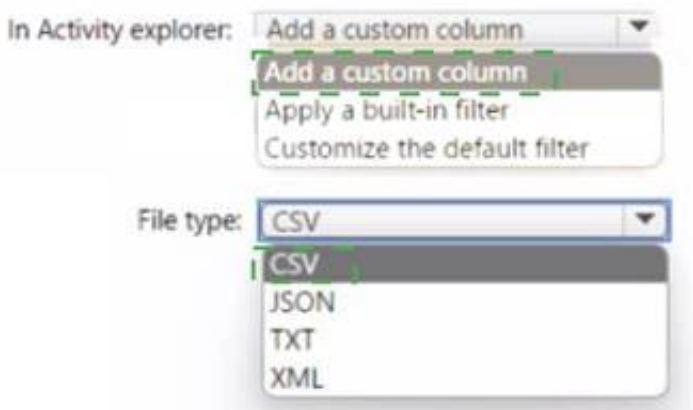 In Activity explorer: Add a custom column
Add a custom column
Apply a built-in filter
Customize the default filter
File type: CSV
CSV
JSON
TXT
XML